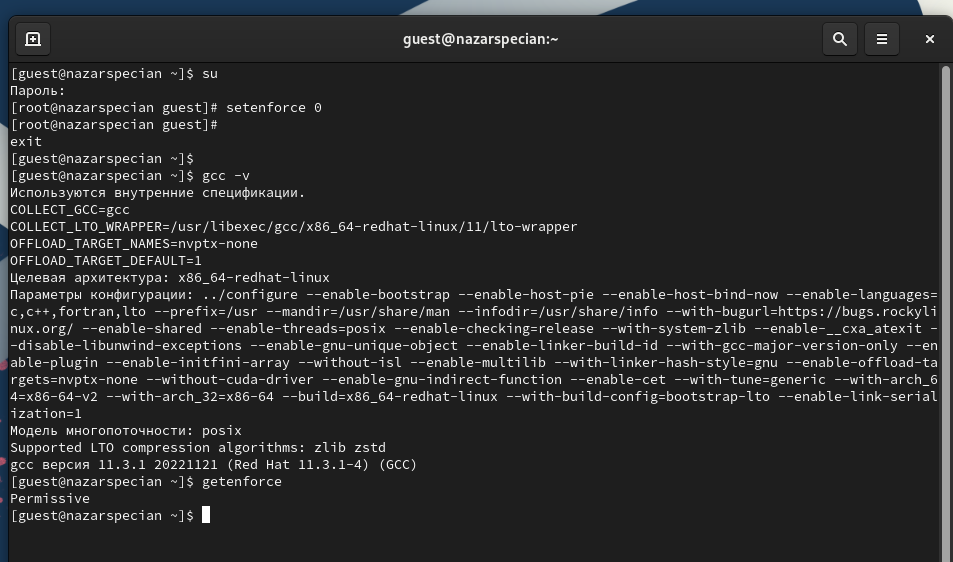 guest@nazarspecian:~
[guest@nazarspecian ~]$ su
Пароль:
[root@nazarspecian guest]# setenforce 0
[root@nazarspecian guest]#
exit
[guest@nazarspecian ~]$
[guest@nazarspecian ~]$ gcc -v
Используются внутренние спецификации.
COLLECT_GCC=gcc
COLLECT_LTO_WRAPPER=/usr/libexec/gcc/x86_64-redhat-linux/11/lto-wrapper
OFFLOAD_TARGET_NAMES=nvptx-none
OFFLOAD_TARGET_DEFAULT=1
Целевая архитектура: x86_64-redhat-linux
Параметры конфигурации: ../configure --enable-bootstrap --enable-host-pie --enable-host-bind-now --enable-languages=
c,c++,fortran,lto --prefix=/usr --mandir=/usr/share/man --infodir=/usr/share/info --with-bugurl=https://bugs.rockyli
nux.org/ --enable-shared --enable-threads=posix --enable-checking=release --with-system-zlib --enable-__cxa_atexit -
-disable-libunwind-exceptions --enable-gnu-unique-object --enable-linker-build-id --with-gcc-major-version-only --en
able-plugin --enable-initfini-array --without-isl --enable-multilib --with-linker-hash-style=gnu --enable-offload-ta
rgets=nvptx-none --without-cuda-driver --enable-gnu-indirect-function --enable-cet --with-tune=generic --with-arch_6
4=x86-64-v2 --with-arch_32=x86-64 --build=x86_64-redhat-linux --with-build-config=bootstrap-lto --enable-link-serial
ization=1
Модель многопоточности: posix
Supported LTO compression algorithms: zlib zstd
gcc версия 11.3.1 20221121 (Red Hat 11.3.1-4) (GCC)
[guest@nazarspecian ~]$ getenforce
Permissive
[guest@nazarspecian ~]$